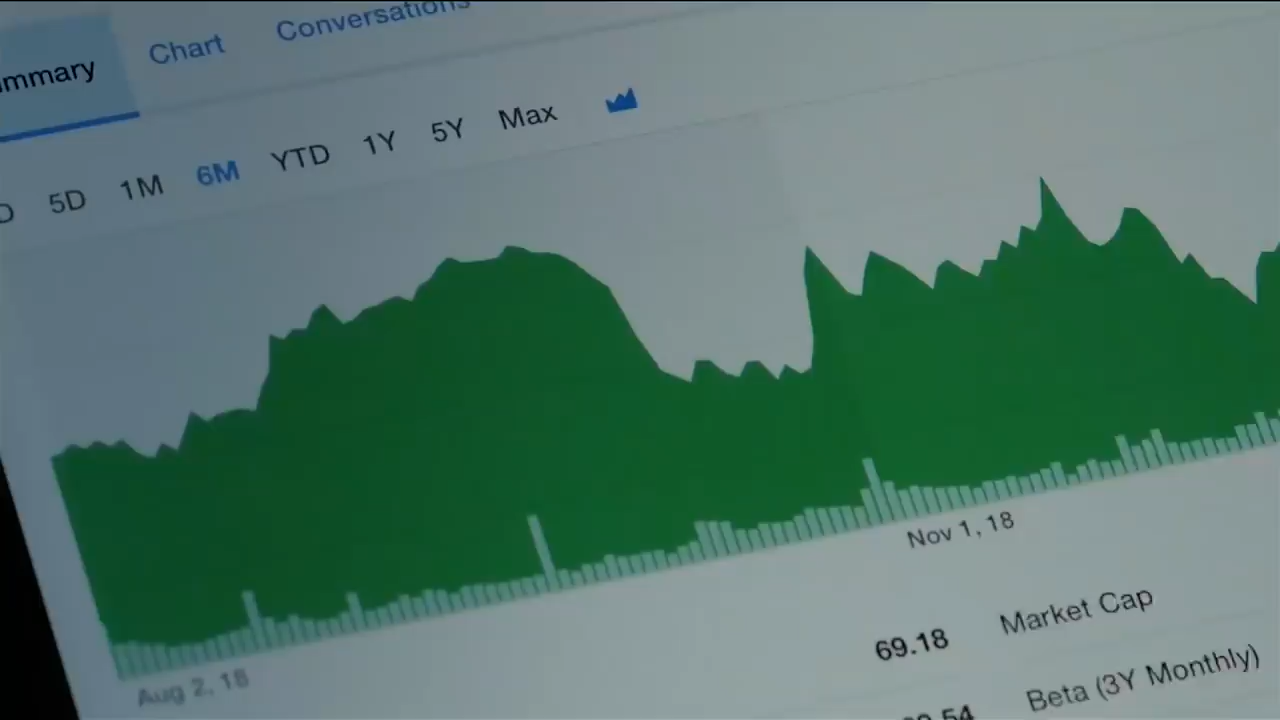 mmary Chart Conversations
D 5D 1M 6M YTD 1Y 5Y Max
Aug 2, 18 Nov 1, 18
69.18 Market Cap
Beta (3Y Monthly)